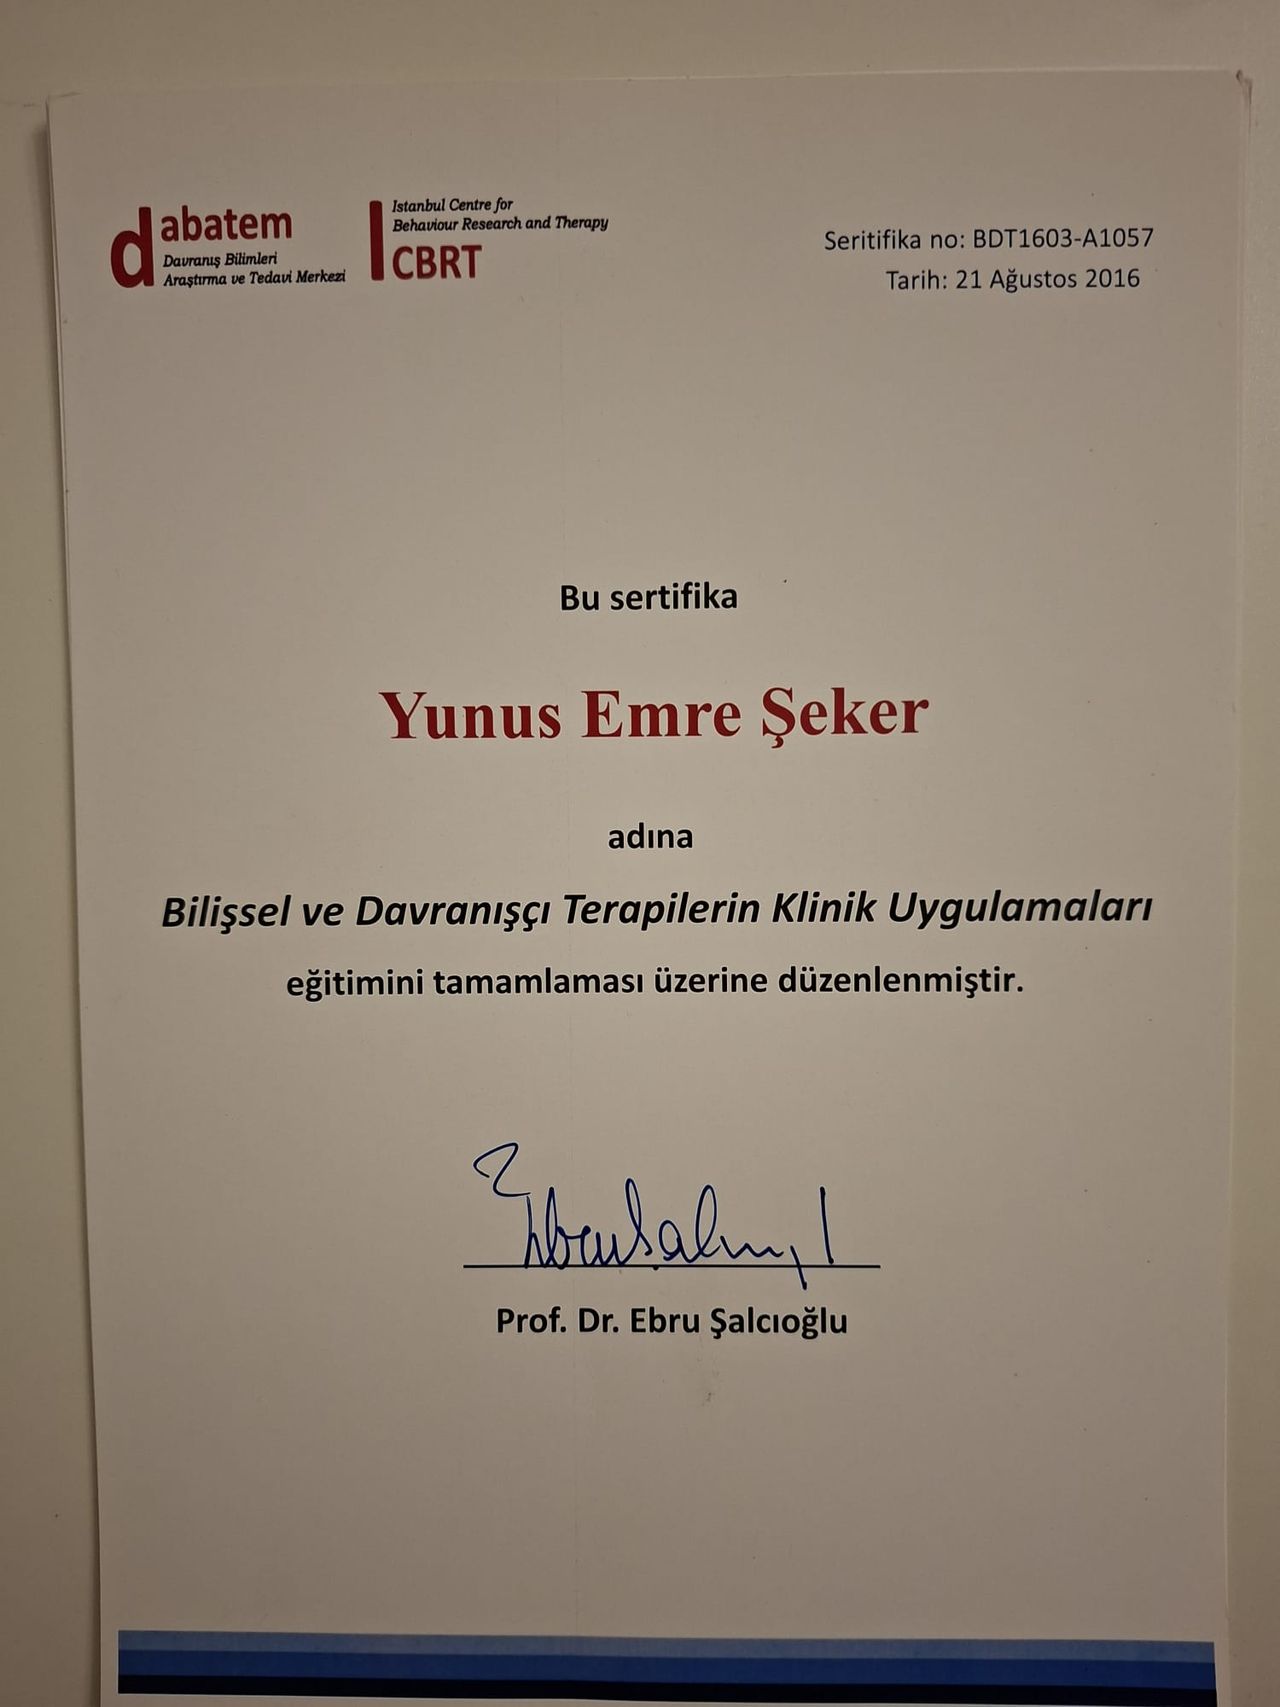 dabatem
Davranış Bilimleri
Araştırma ve Tedavi Merkezi
Istanbul Centre for
Behaviour Research and Therapy
ICBRT
Seritifika no: BDT1603-A1057
Tarih: 21 Ağustos 2016
Bu sertifika
Yunus Emre Şeker
adına
Bilişsel ve Davranışçı Terapilerin Klinik Uygulamaları
eğitimini tamamlaması üzerine düzenlenmiştir.
Prof. Dr. Ebru Şalcıoğlu